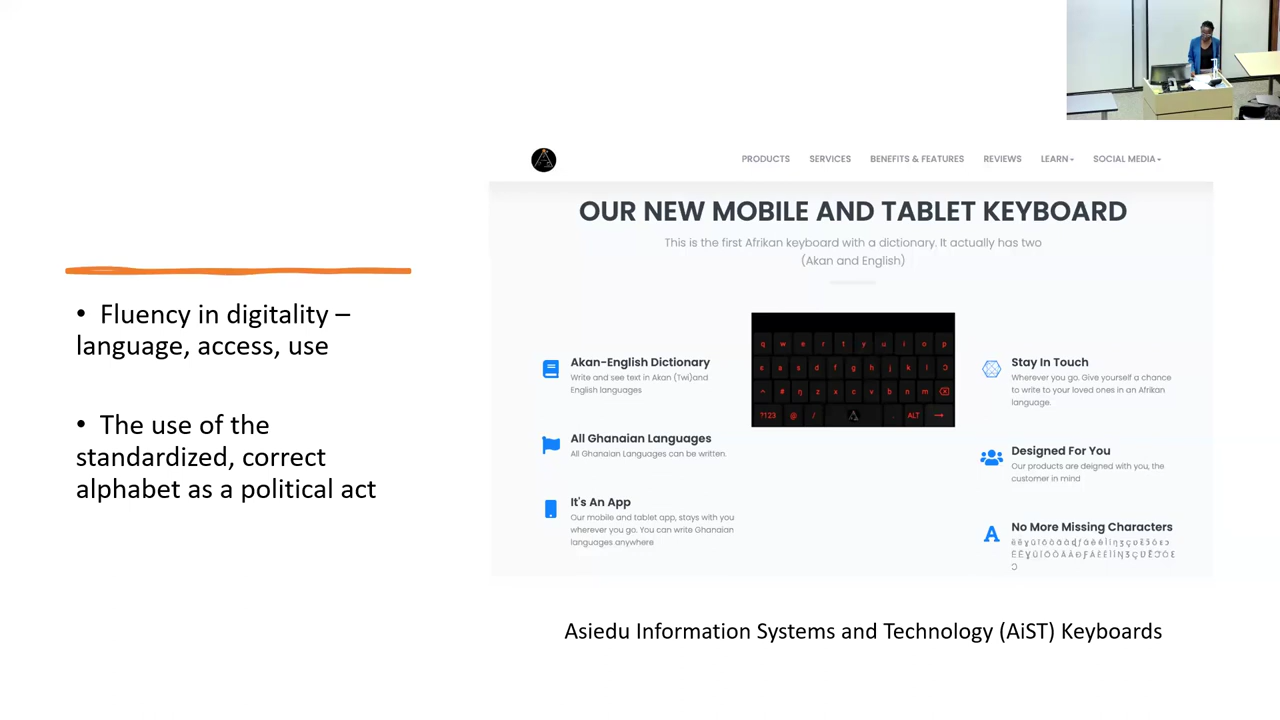 PRODUCTS SERVICES BENEFITS & FEATURES REVIEWS LEARN SOCIAL MEDIA
OUR NEW MOBILE AND TABLET KEYBOARD
This is the first Afrikan keyboard with a dictionary. It actually has two
(Akan and English)
• Fluency in digitality –
language, access, use
• The use of the
standardized, correct
alphabet as a political act
Akan-English Dictionary
Write and see text in Akan (Twi)and
English languages
All Ghanaian Languages
All Ghanaian Languages can be written.
It's An App
Our mobile and tablet app, stays with you
wherever you go. You can write Ghanaian
languages anywhere
q w e r t y u i o p
ɛ a s d f g h j k l ɔ
^ # ŋ z x c v b n m
?123 @ / . ALT →
Stay In Touch
Wherever you go. Give yourself a chance
to write to your loved ones in an Afrikan
language.
Designed For You
Our products are deigned with you, the
customer in mind
No More Missing Characters
Asiedu Information Systems and Technology (AiST) Keyboards